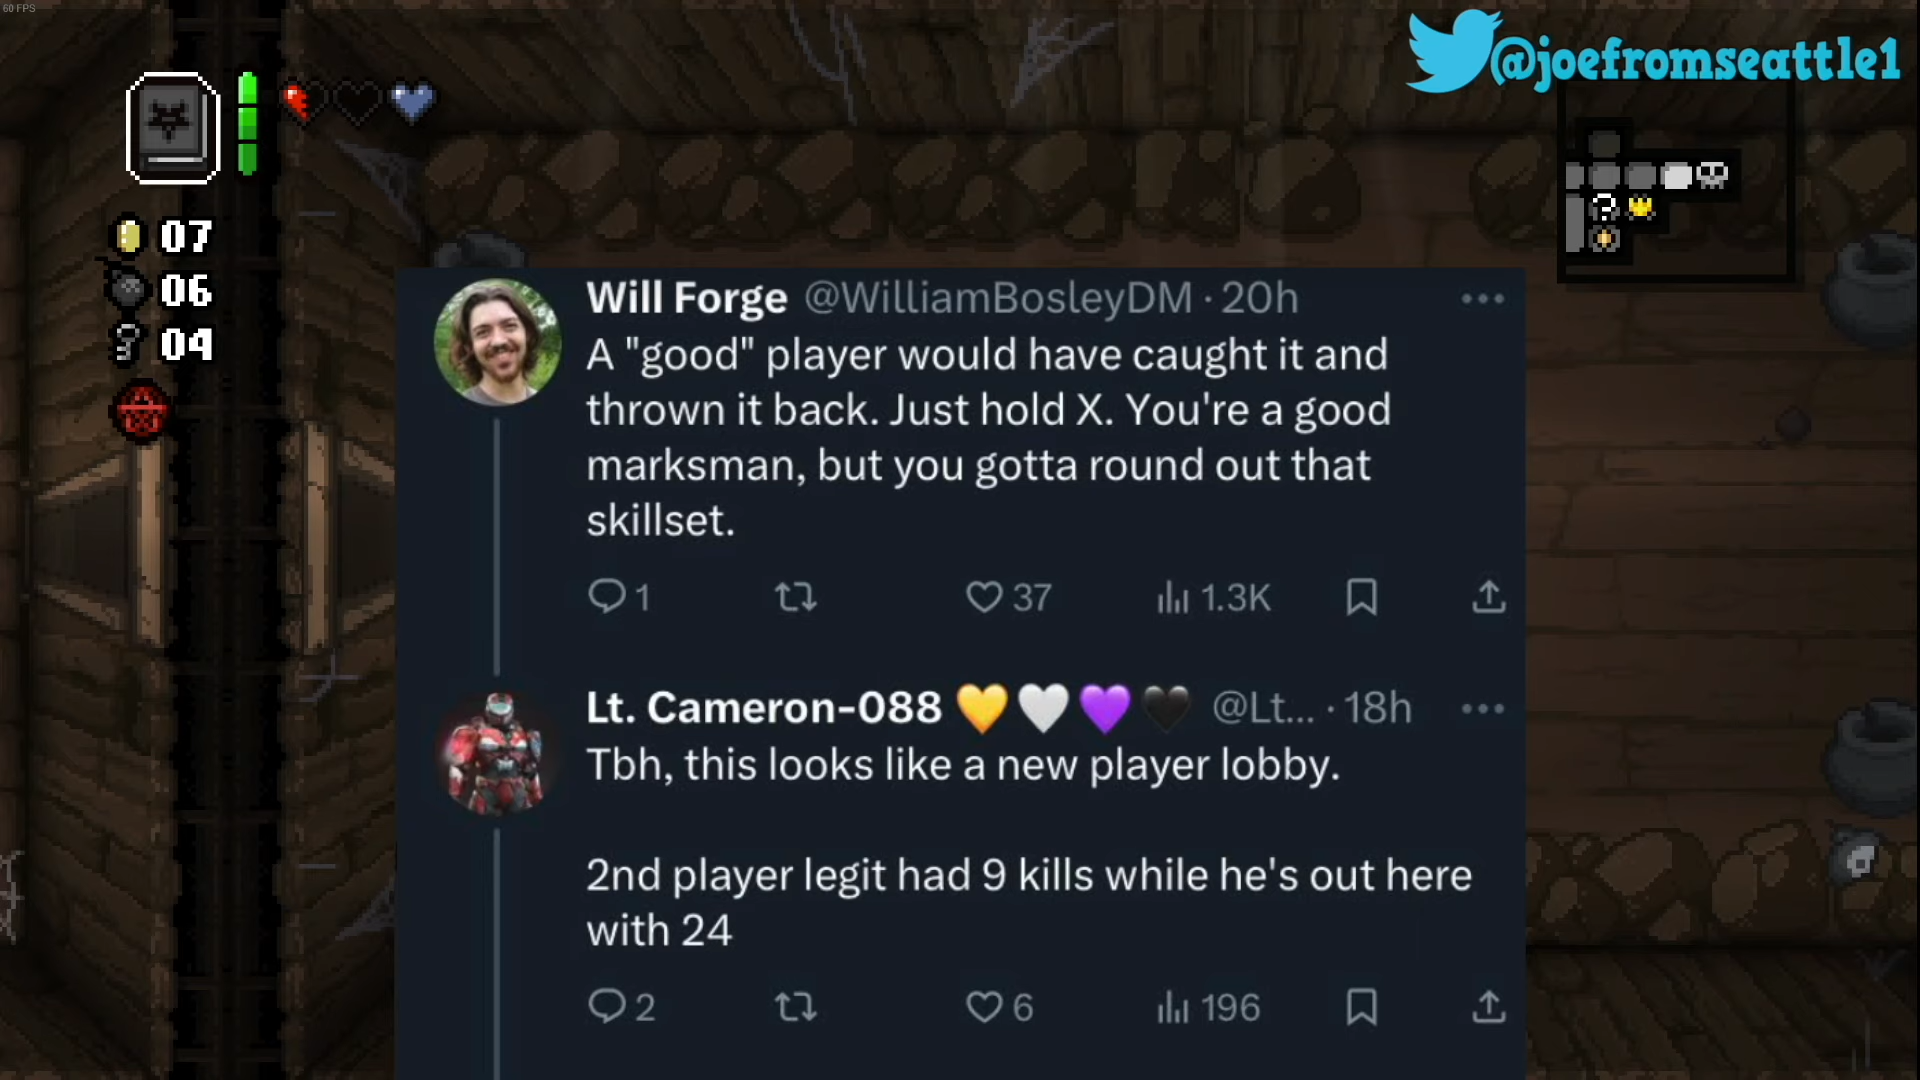 60 FPS
@joefromseattle1
07
06
04
?
Will Forge @WilliamBosleyDM · 20h
A "good" player would have caught it and
thrown it back. Just hold X. You're a good
marksman, but you gotta round out that
skillset.
1 37 1.3K
Lt. Cameron-088 💛🤍💜🖤 @Lt... · 18h
Tbh, this looks like a new player lobby.
2nd player legit had 9 kills while he's out here
with 24
2 6 196